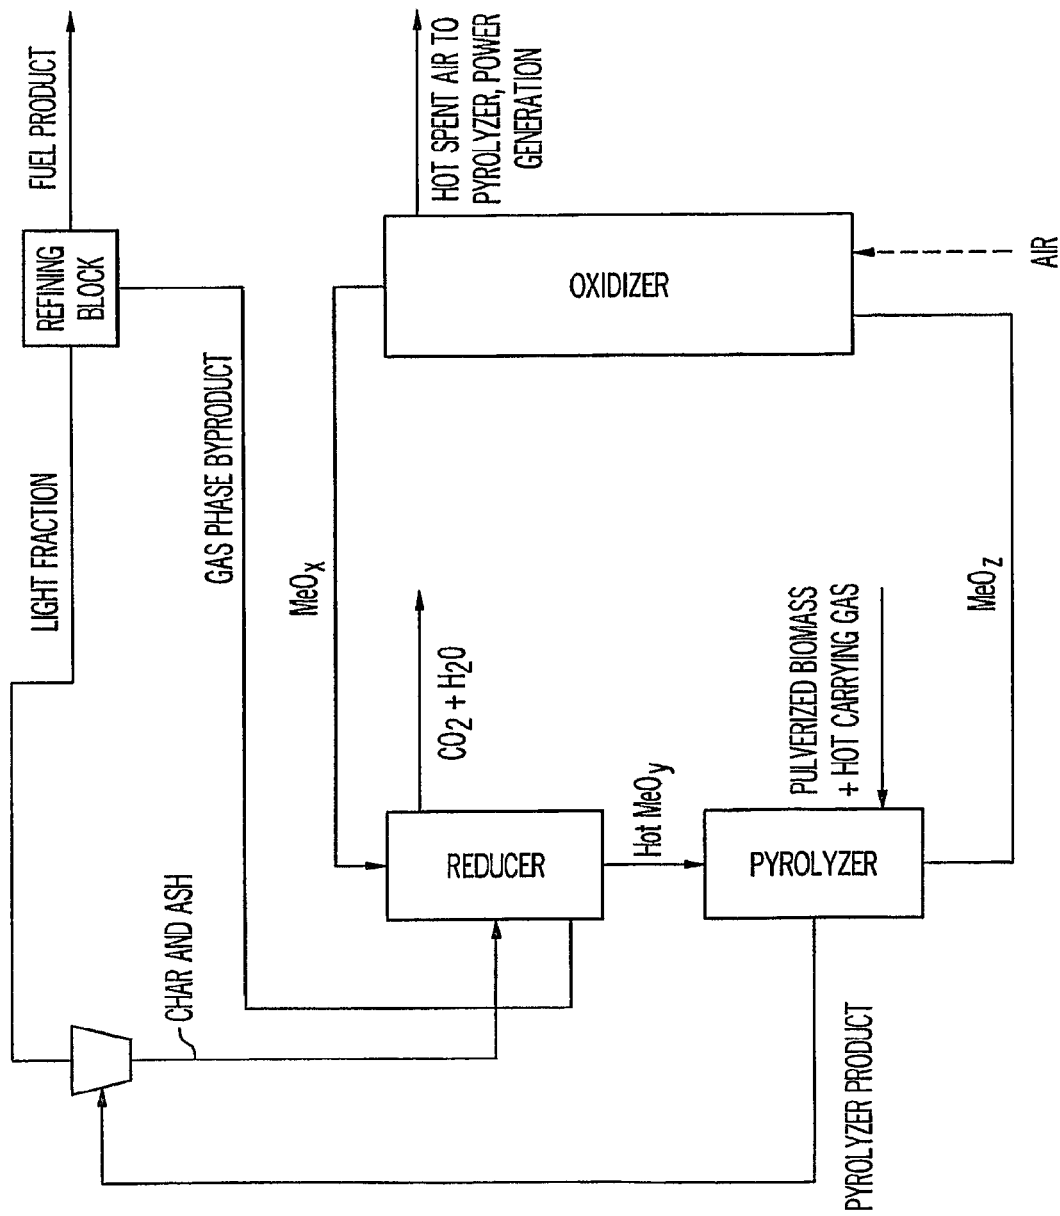 FUEL PRODUCT
REFINING
BLOCK
LIGHT FRACTION
GAS PHASE BYPRODUCT
HOT SPENT AIR TO
PYROLYZER, POWER
GENERATION
OXIDIZER
AIR
MeOx
CO2 + H2O
REDUCER
CHAR AND ASH
Hot MeOy
PULVERIZED BIOMASS
+ HOT CARRYING GAS
MeOz
PYROLYZER
PYROLYZER PRODUCT